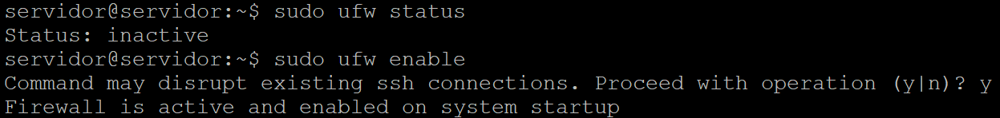 servidor@servidor:~$ sudo ufw status
Status: inactive
servidor@servidor:~$ sudo ufw enable
Command may disrupt existing ssh connections. Proceed with operation (y|n)? y
Firewall is active and enabled on system startup